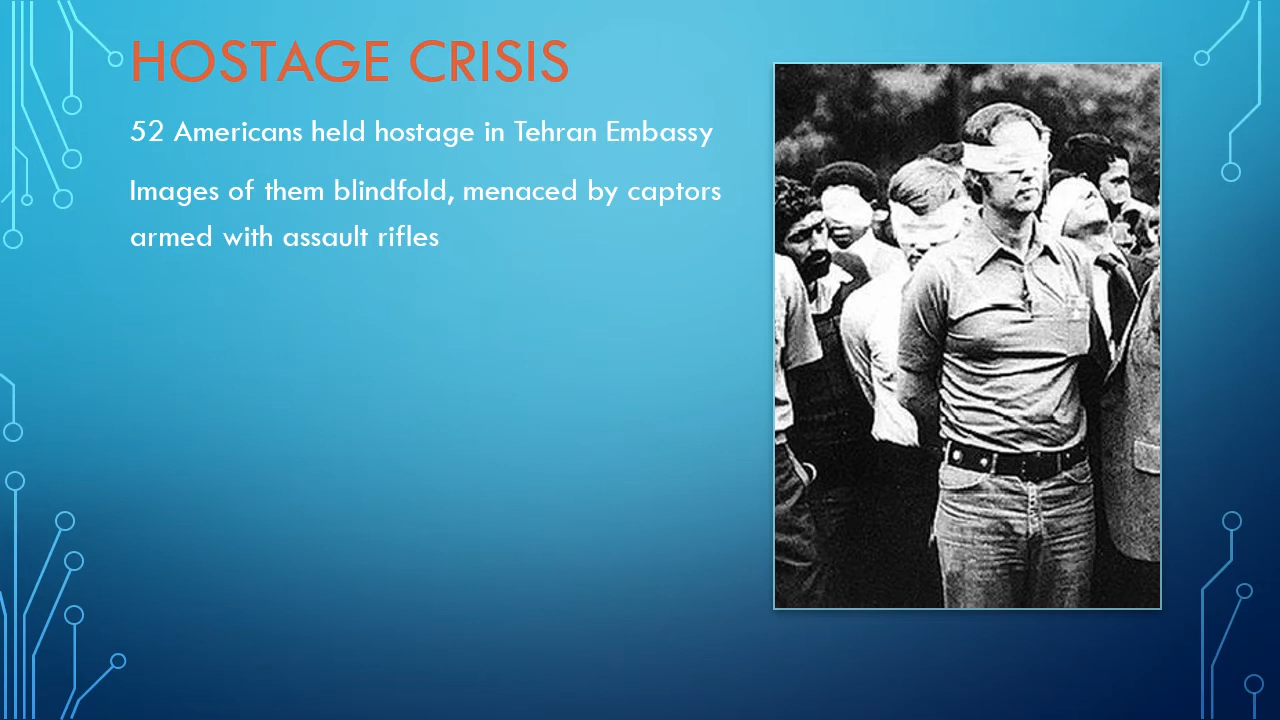 HOSTAGE CRISIS
52 Americans held hostage in Tehran Embassy
Images of them blindfold, menaced by captors
armed with assault rifles